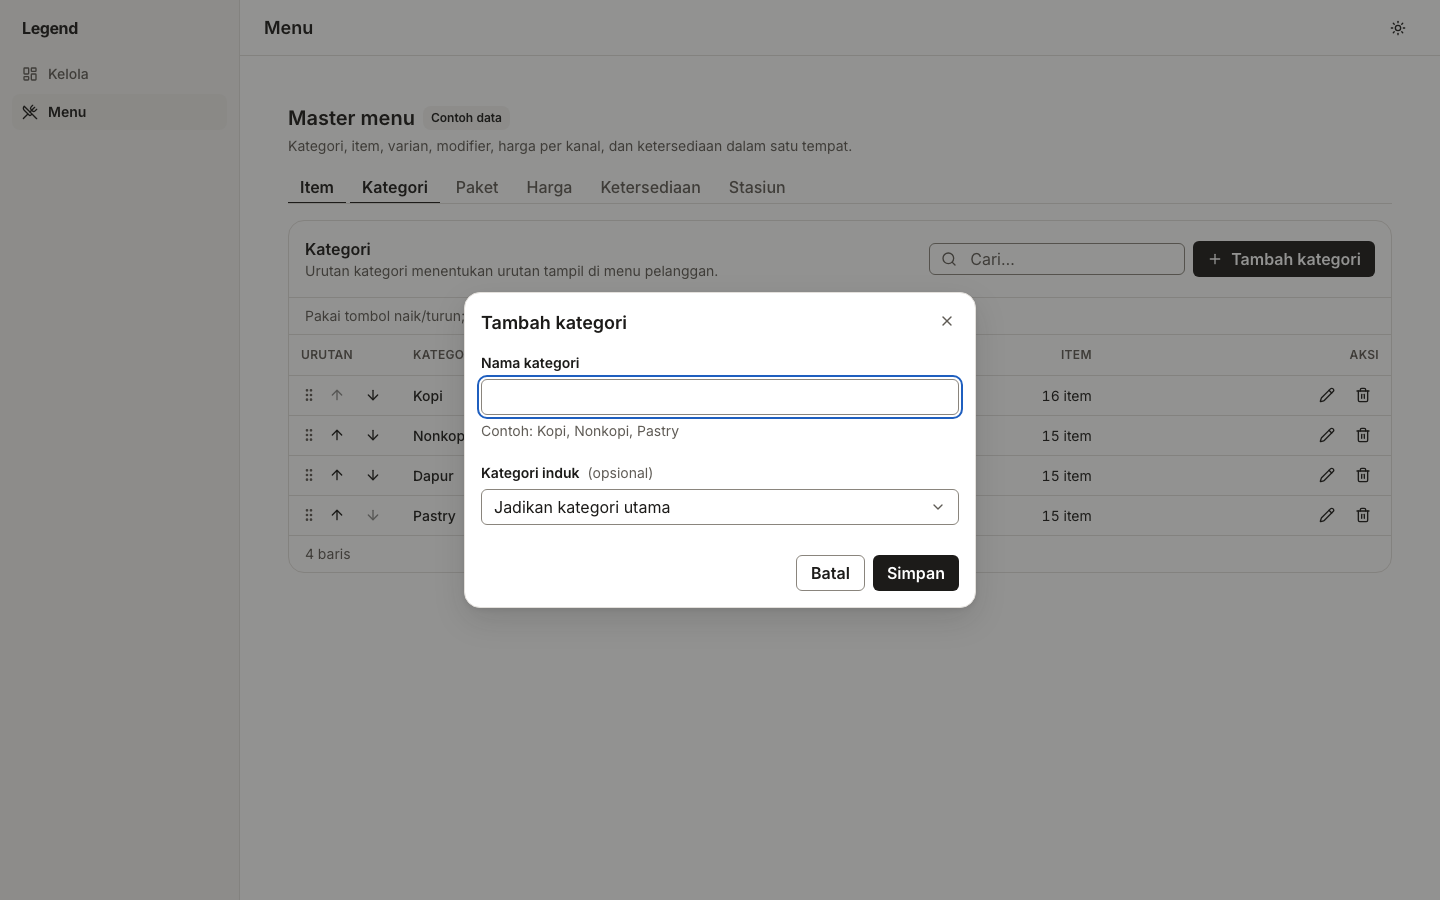 Legend
Menu
Kelola
Menu
Master menu
Contoh data
Kategori, item, varian, modifier, harga per kanal, dan ketersediaan dalam satu tempat.
Item
Kategori
Paket
Harga
Ketersediaan
Stasiun
Kategori
Urutan kategori menentukan urutan tampil di menu pelanggan.
Cari...
Tambah kategori
Pakai tombol naik/turun;
URUTAN
ITEM
AKSI
Kopi
16 item
15 item
Dapur
15 item
Pastry
15 item
4 baris
Tambah kategori
Nama kategori
Contoh: Kopi, Nonkopi, Pastry
Kategori induk (opsional)
Jadikan kategori utama
Batal
Simpan